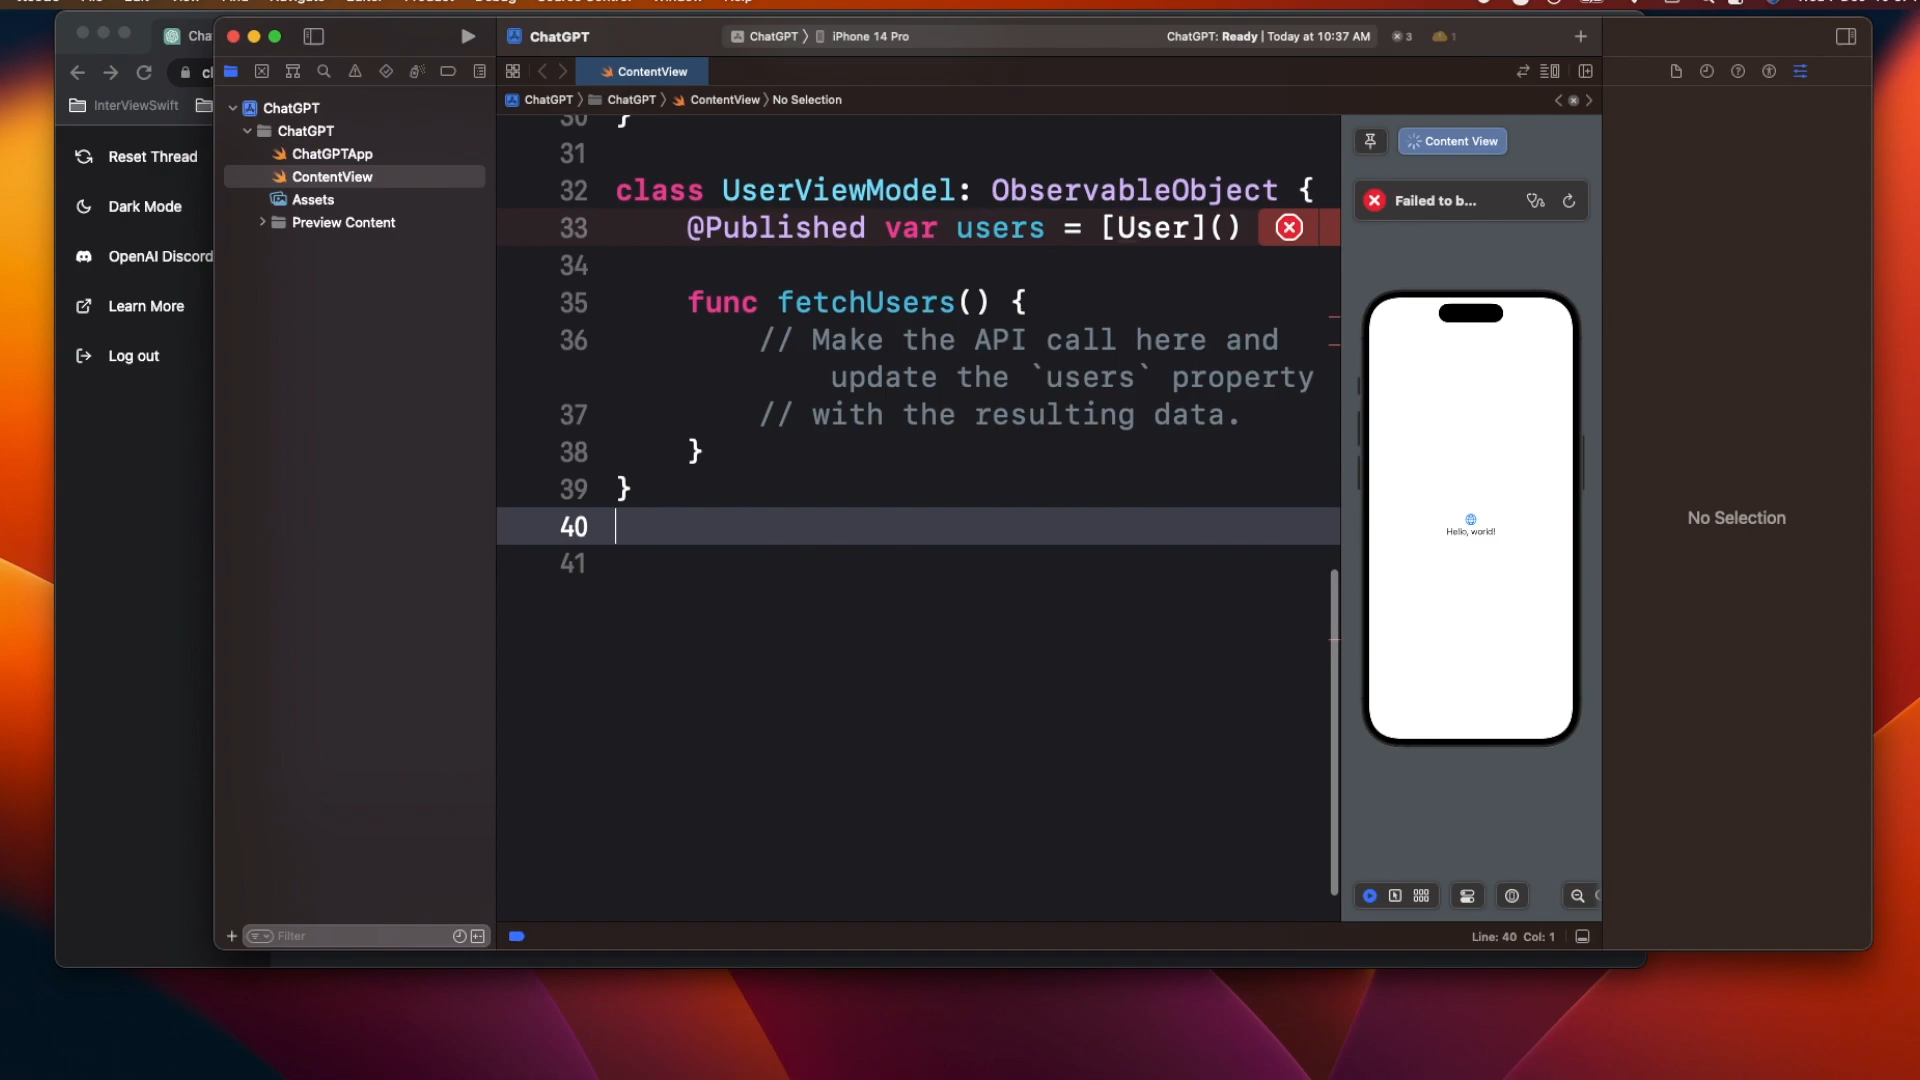 Cha
ChatGPT
ChatGPT 〉 iPhone 14 Pro
ChatGPT: Ready | Today at 10:37 AM
3
1
ContentView
InterViewSwift
ChatGPT
ChatGPT 〉 ChatGPT 〉 ContentView 〉 No Selection
ChatGPT
ChatGPTApp
ContentView
Assets
Preview Content
Reset Thread
Dark Mode
OpenAI Discord
Learn More
Log out
30 }
31
32 class UserViewModel: ObservableObject {
33 @Published var users = [User]()
34
35 func fetchUsers() {
36 // Make the API call here and
update the `users` property
37 // with the resulting data.
38 }
39 }
40
41
Content View
Failed to b...
Hello, world!
No Selection
Filter
Line: 40 Col: 1